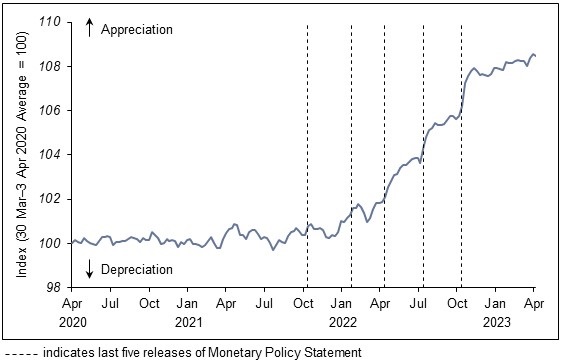 110
Appreciation
108
106
104
102
100
Depreciation
98
Index (30 Mar–3 Apr 2020 Average = 100)
Apr Jul Oct Jan Apr Jul Oct Jan Apr Jul Oct Jan Apr
2020 2021 2022 2023
----- indicates last five releases of Monetary Policy Statement